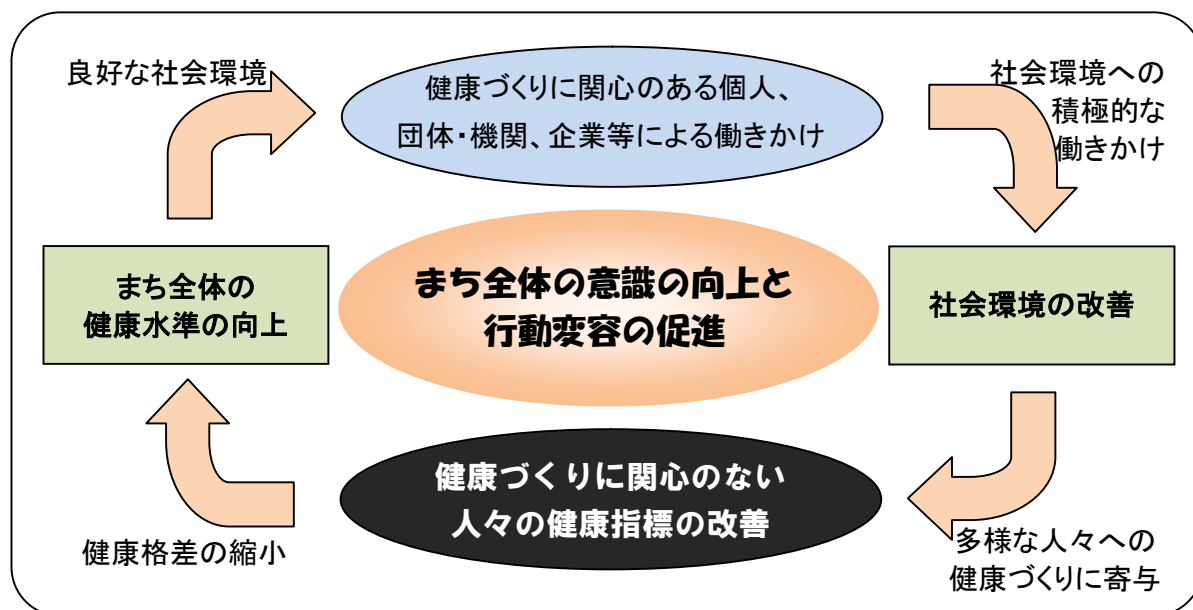 良好な社会環境
健康づくりに関心のある個人、
団体・機関、企業等による働きかけ
社会環境への
積極的な
働きかけ
まち全体の
健康水準の向上
まち全体の意識の向上と
行動変容の促進
社会環境の改善
健康づくりに関心のない
人々の健康指標の改善
健康格差の縮小
多様な人々への
健康づくりに寄与